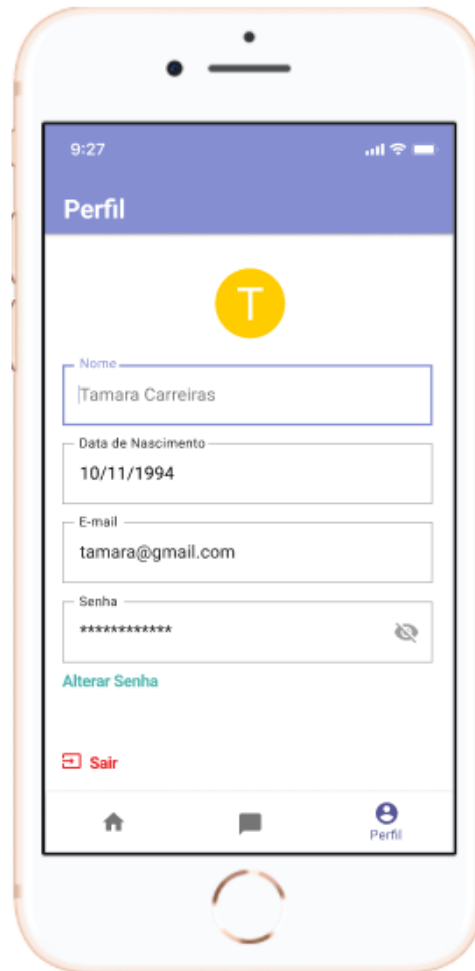 9:27
Perfil
T
Nome
Tamara Carreiras
Data de Nascimento
10/11/1994
E-mail
tamara@gmail.com
Senha
************
Alterar Senha
Sair
Perfil